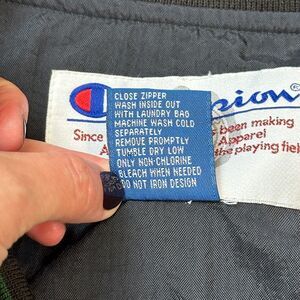 CLOSE ZIPPER
WASH INSIDE OUT
WITH LAUNDRY BAG
MACHINE WASH COLD
SEPARATELY
REMOVE PROMPTLY
TUMBLE DRY LOW
ONLY NON-CHLORINE
BLEACH WHEN NEEDED
DO NOT IRON DESIGN
pion®
Since
been making
A
Apparel
the playing fiel